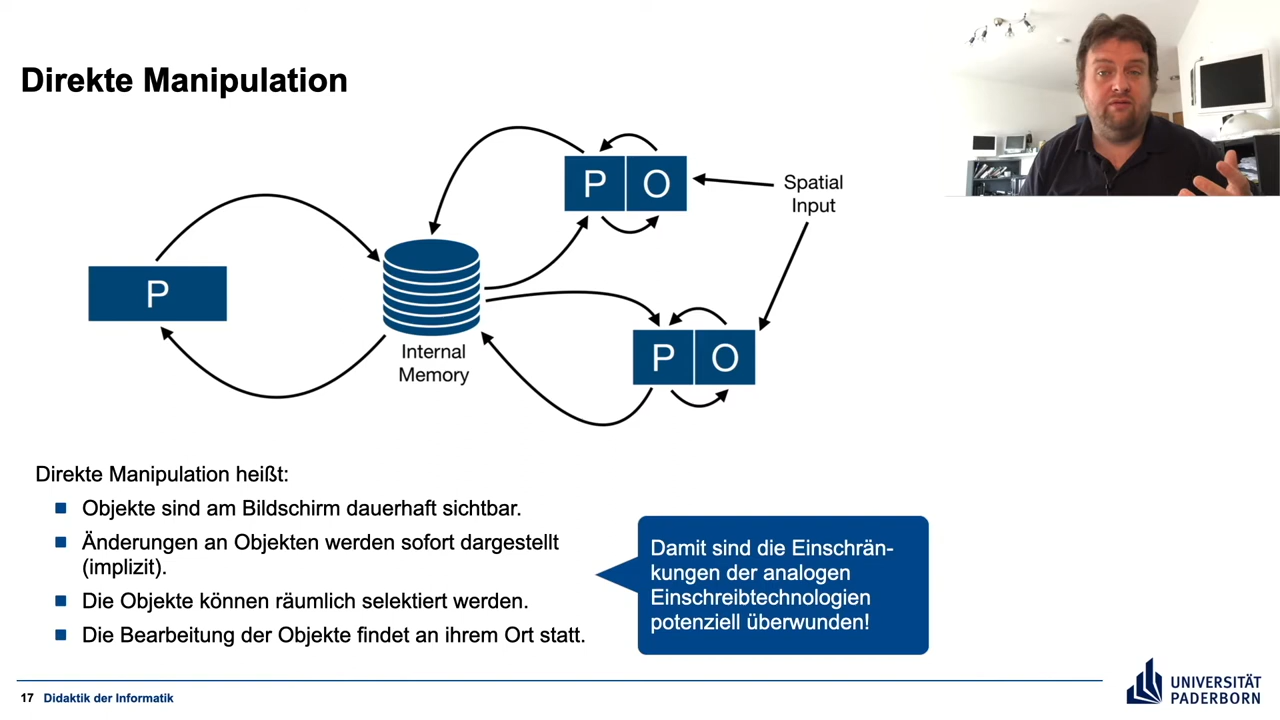 Direkte Manipulation
P
O
Spatial
Input
P
Internal
Memory
P
O
Direkte Manipulation heißt:
Objekte sind am Bildschirm dauerhaft sichtbar.
Änderungen an Objekten werden sofort dargestellt
(implizit).
Die Objekte können räumlich selektiert werden.
Die Bearbeitung der Objekte findet an ihrem Ort statt.
Damit sind die Einschrän-
kungen der analogen
Einschreibtechnologien
potenziell überwunden!
17 Didaktik der Informatik
UNIVERSITÄT
PADERBORN